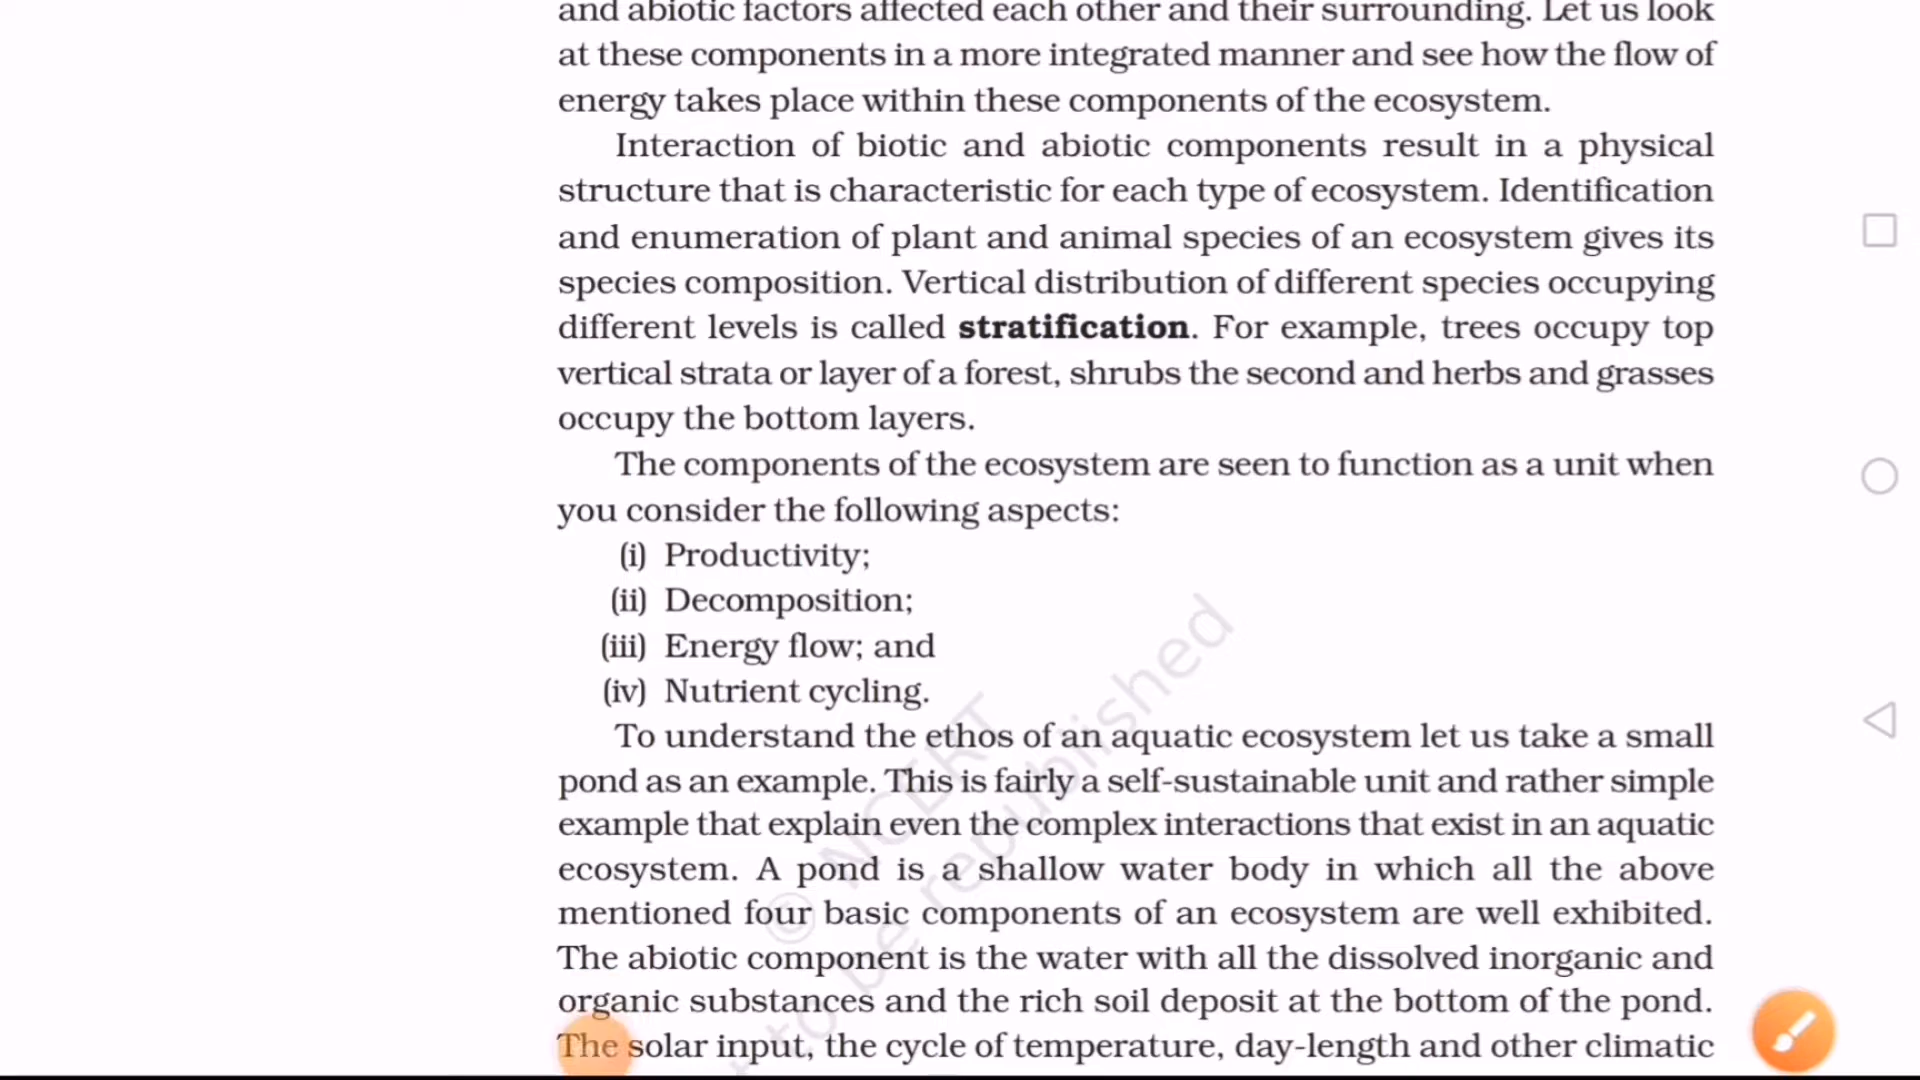 and abiotic factors affected each other and their surrounding. Let us look
at these components in a more integrated manner and see how the flow of
energy takes place within these components of the ecosystem.
Interaction of biotic and abiotic components result in a physical
structure that is characteristic for each type of ecosystem. Identification
and enumeration of plant and animal species of an ecosystem gives its
species composition. Vertical distribution of different species occupying
different levels is called stratification. For example, trees occupy top
vertical strata or layer of a forest, shrubs the second and herbs and grasses
occupy the bottom layers.
The components of the ecosystem are seen to function as a unit when
you consider the following aspects:
(i) Productivity;
(ii) Decomposition;
(iii) Energy flow; and
(iv) Nutrient cycling.
To understand the ethos of an aquatic ecosystem let us take a small
pond as an example. This is fairly a self-sustainable unit and rather simple
example that explain even the complex interactions that exist in an aquatic
ecosystem. A pond is a shallow water body in which all the above
mentioned four basic components of an ecosystem are well exhibited.
The abiotic component is the water with all the dissolved inorganic and
organic substances and the rich soil deposit at the bottom of the pond.
The solar input, the cycle of temperature, day-length and other climatic
© NCERT
to be republished